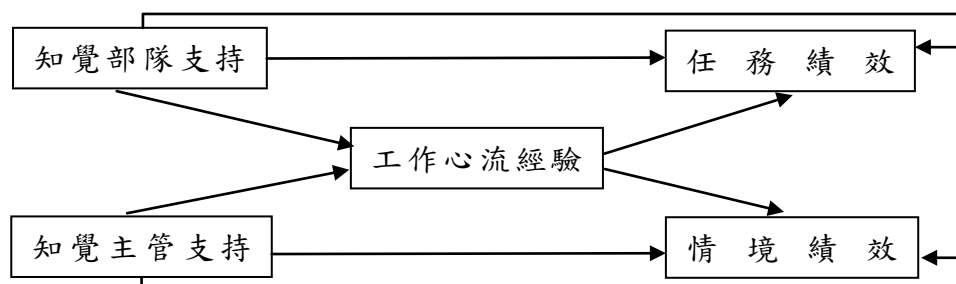 知覺部隊支持
任務績效
工作心流經驗
知覺主管支持
情境績效